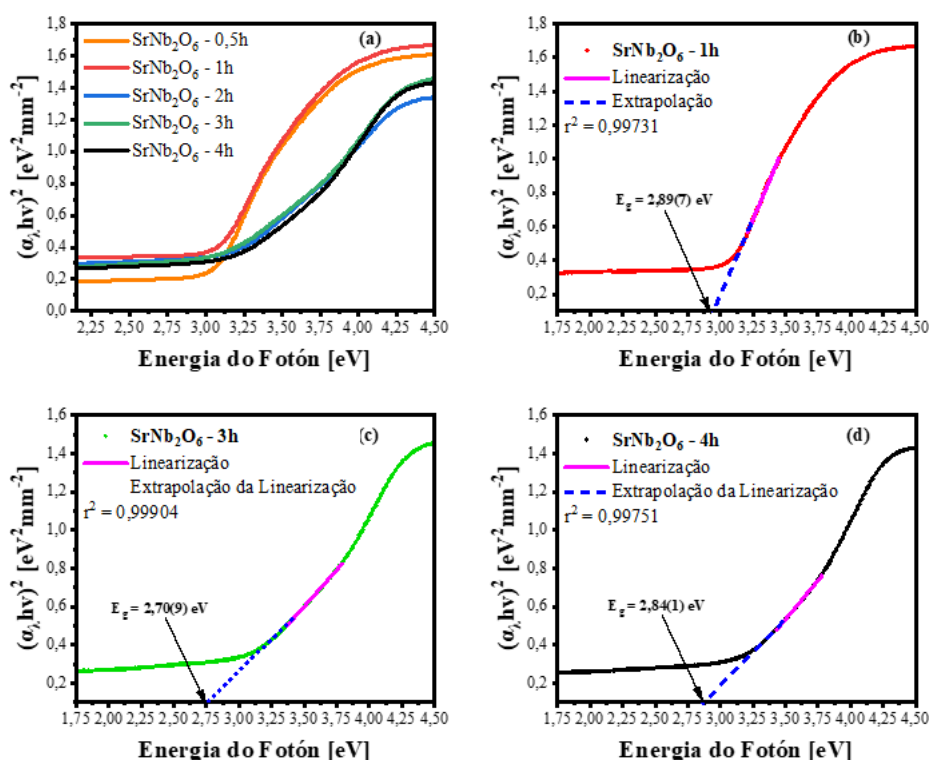 (a)
SrNb₂O₆ - 0,5h
SrNb₂O₆ - 1h
SrNb₂O₆ - 2h
SrNb₂O₆ - 3h
SrNb₂O₆ - 4h
(α_λhν)² [eV²mm⁻²]
1,8
1,6
1,4
1,2
1,0
0,8
0,6
0,4
0,2
0,0
2,25 2,50 2,75 3,00 3,25 3,50 3,75 4,00 4,25 4,50
Energia do Fotón [eV]
(b)
SrNb₂O₆ - 1h
Linearização
Extrapolação
r² = 0,99731
E_g = 2,89(7) eV
(α_λhν)² [eV²mm⁻²]
1,8
1,6
1,4
1,2
1,0
0,8
0,6
0,4
0,2
1,75 2,00 2,25 2,50 2,75 3,00 3,25 3,50 3,75 4,00 4,25 4,50
Energia do Fotón [eV]
(c)
SrNb₂O₆ - 3h
Linearização
Extrapolação da Linearização
r² = 0,99904
E_g = 2,70(9) eV
(α_λhν)² [eV²mm⁻²]
1,6
1,4
1,2
1,0
0,8
0,6
0,4
0,2
1,75 2,00 2,25 2,50 2,75 3,00 3,25 3,50 3,75 4,00 4,25 4,50
Energia do Fotón [eV]
(d)
SrNb₂O₆ - 4h
Linearização
Extrapolação da Linearização
r² = 0,99751
E_g = 2,84(1) eV
(α_λhν)² [eV²mm⁻²]
1,6
1,4
1,2
1,0
0,8
0,6
0,4
0,2
1,75 2,00 2,25 2,50 2,75 3,00 3,25 3,50 3,75 4,00 4,25 4,50
Energia do Fotón [eV]